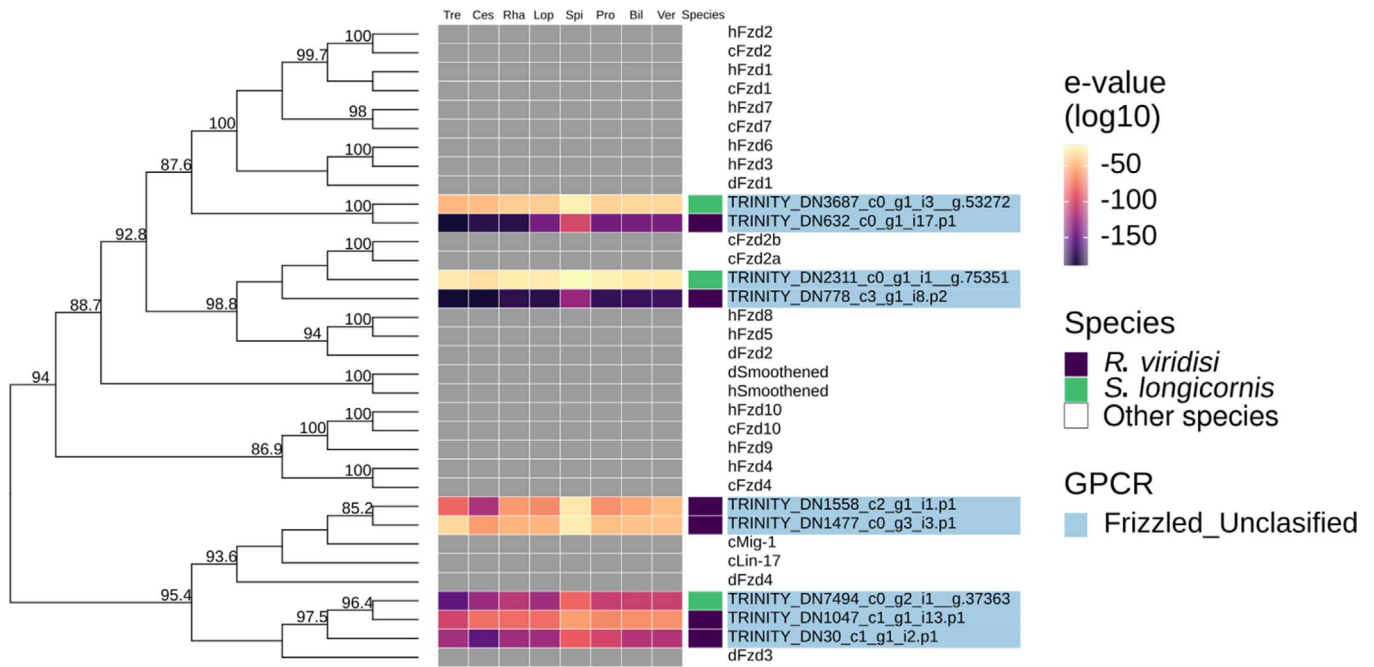 Tre Ces Rha Lop Spi Pro Bil Ver Species
hFzd2
cFzd2
hFzd1
cFzd1
hFzd7
cFzd7
hFzd6
hFzd3
dFzd1
TRINITY_DN3687_c0_g1_i3__g.53272
TRINITY_DN632_c0_g1_i17.p1
cFzd2b
cFzd2a
TRINITY_DN2311_c0_g1_i1__g.75351
TRINITY_DN778_c3_g1_i8.p2
hFzd8
hFzd5
dFzd2
dSmoothened
hSmoothened
hFzd10
cFzd10
hFzd9
hFzd4
cFzd4
TRINITY_DN1558_c2_g1_i1.p1
TRINITY_DN1477_c0_g3_i3.p1
cMig-1
cLin-17
dFzd4
TRINITY_DN7494_c0_g2_i1__g.37363
TRINITY_DN1047_c1_g1_i13.p1
TRINITY_DN30_c1_g1_i2.p1
dFzd3
100
99.7
98
100
100
87.6
100
92.8
100
98.8
88.7
100
94
100
94
100
100
86.9
100
85.2
93.6
95.4
96.4
97.5
e-value
(log10)
-50
-100
-150
Species
R. viridisi
S. longicornis
Other species
GPCR
Frizzled_Unclasified